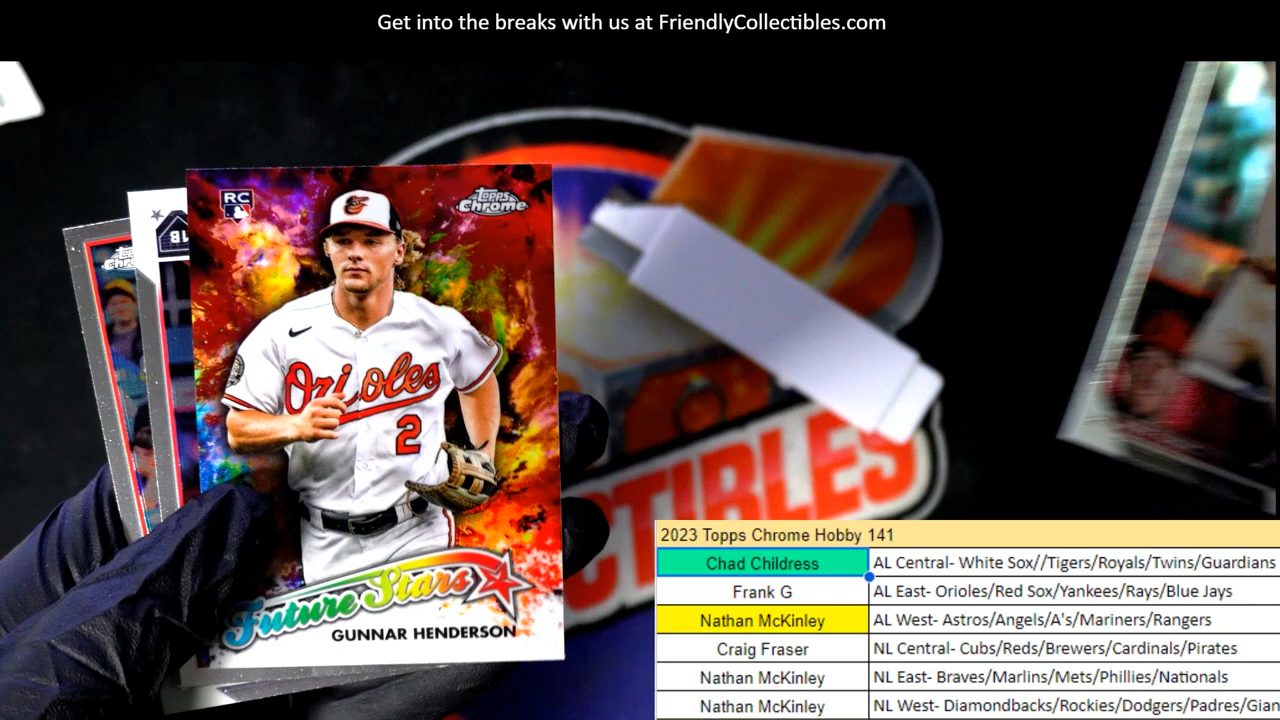 Get into the breaks with us at FriendlyCollectibles.com
RC
Topps
Chrome
Orioles
2
Future Stars
GUNNAR HENDERSON
CTIBLES
2023 Topps Chrome Hobby 141
Chad Childress AL Central- White Sox//Tigers/Royals/Twins/Guardians
Frank G AL East- Orioles/Red Sox/Yankees/Rays/Blue Jays
Nathan McKinley AL West- Astros/Angels/A's/Mariners/Rangers
Craig Fraser NL Central- Cubs/Reds/Brewers/Cardinals/Pirates
Nathan McKinley NL East- Braves/Marlins/Mets/Phillies/Nationals
Nathan McKinley NL West- Diamondbacks/Rockies/Dodgers/Padres/Gian